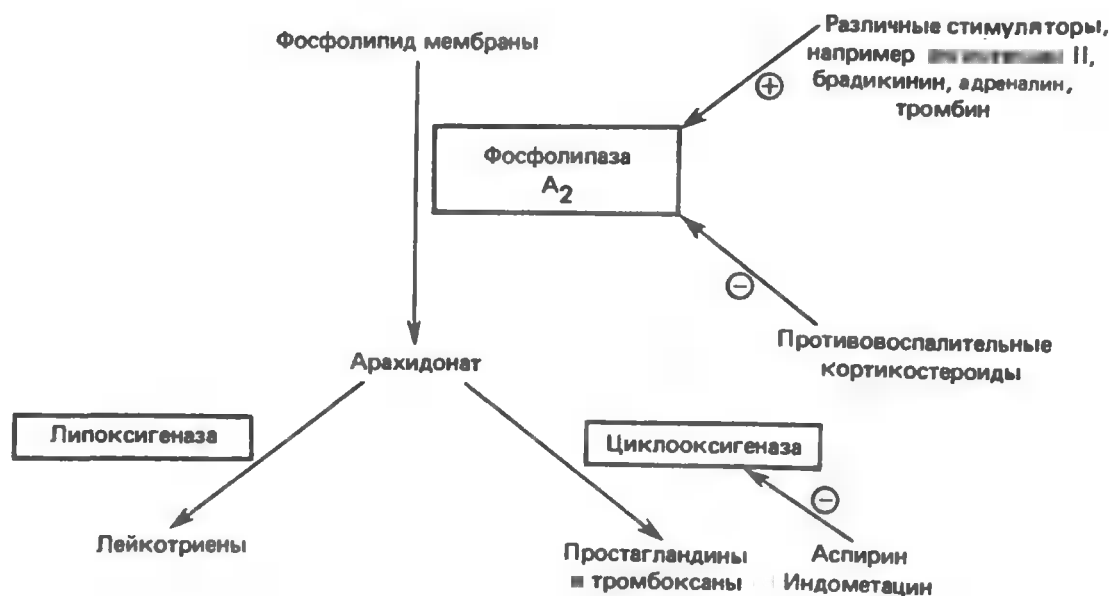 Фосфолипид мембраны
Различные стимуляторы,
например II,
брадикинин, адреналин,
тромбин
+
Фосфолипаза
A2
−
Противовоспалительные
кортикостероиды
Арахидонат
Липоксигеназа
Циклооксигеназа
−
Лейкотриены
Простагландины
тромбоксаны
Аспирин
Индометацин